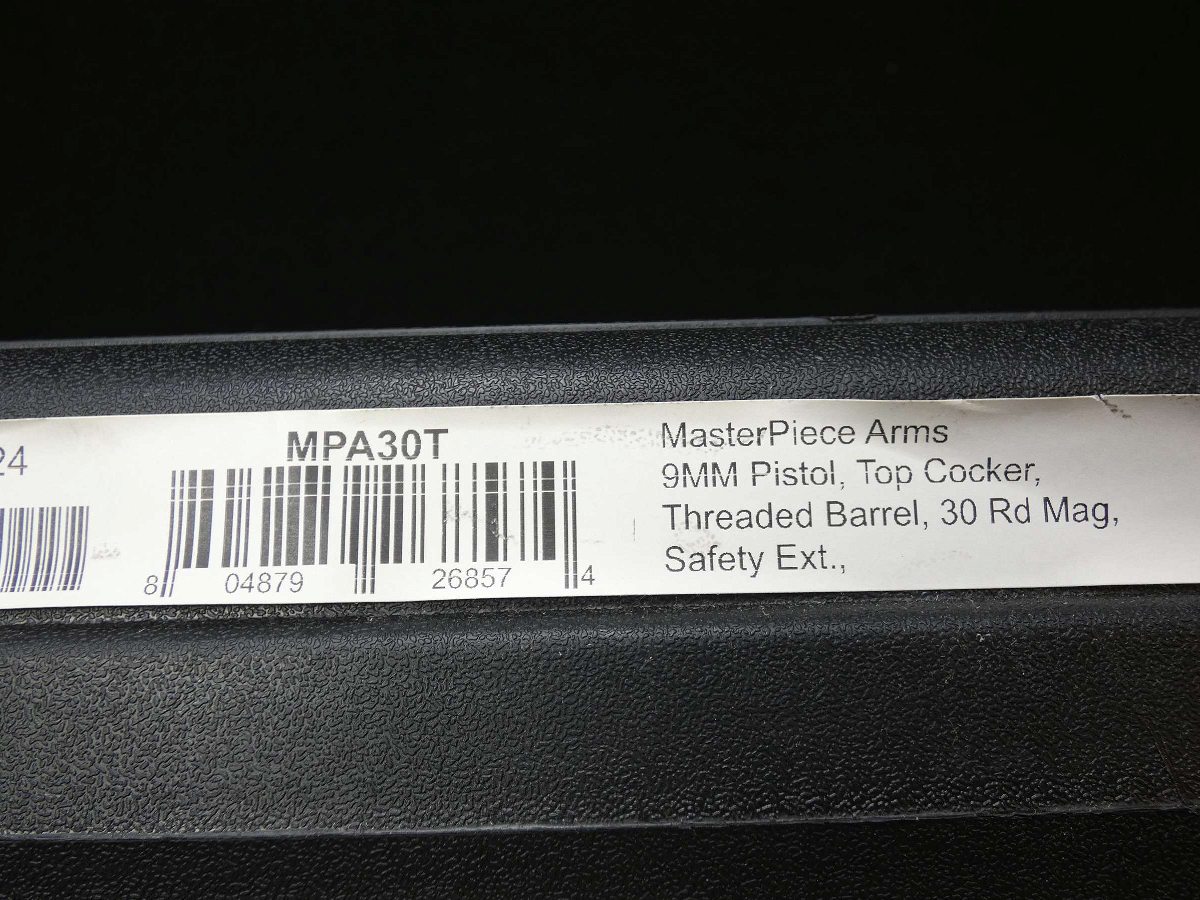 24
MPA30T
8 04879 26857 4
MasterPiece Arms
9MM Pistol, Top Cocker,
Threaded Barrel, 30 Rd Mag,
Safety Ext.,